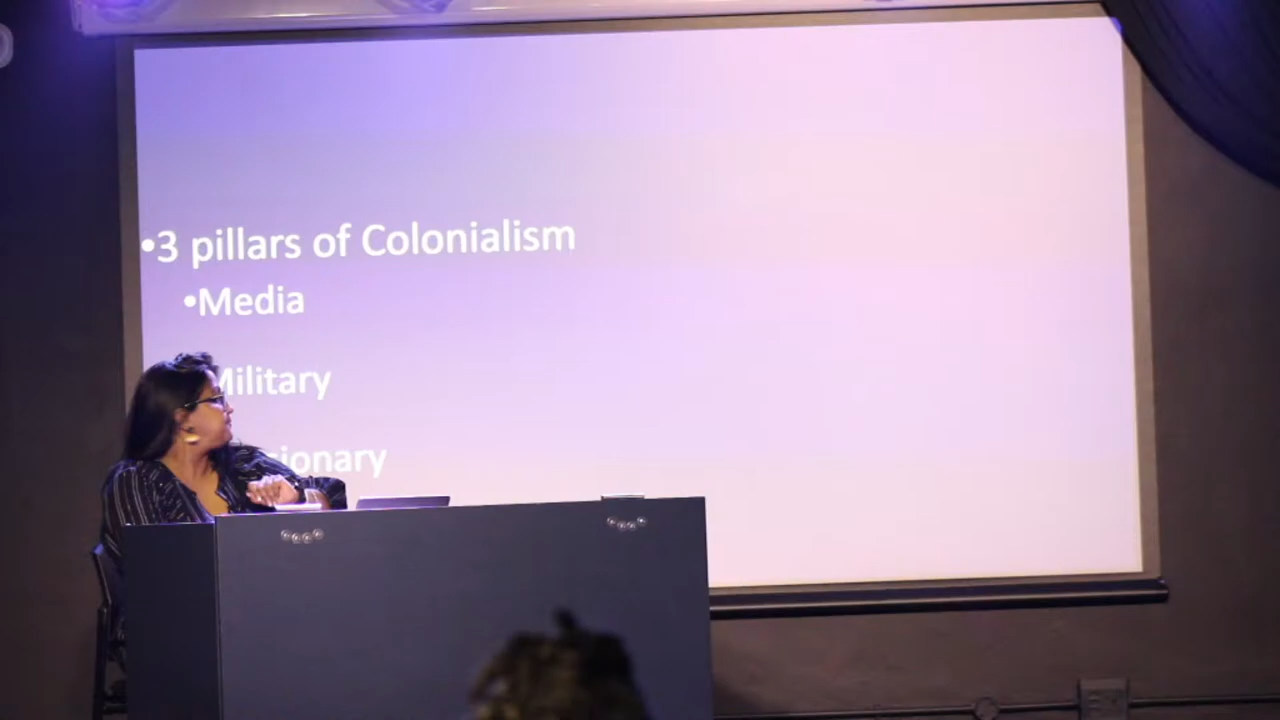 •3 pillars of Colonialism
•Media
Military